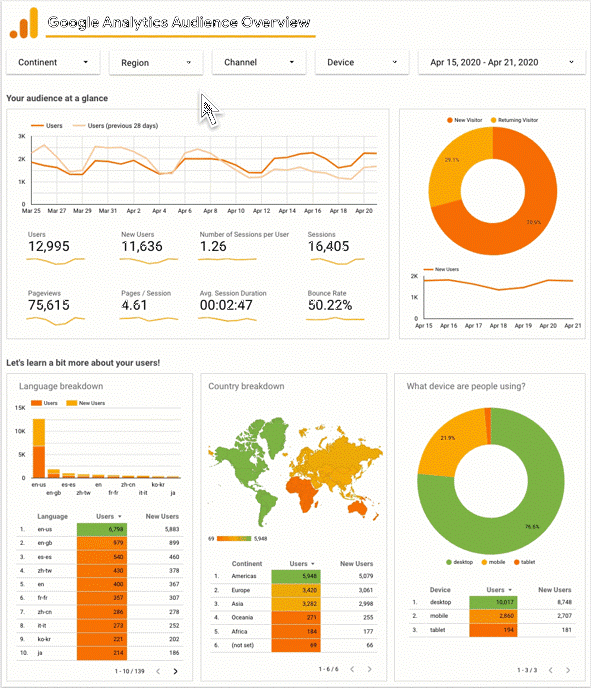 Google Analytics Audience Overview
Continent
Region
Channel
Device
Apr 15, 2020 - Apr 21, 2020
Your audience at a glance
Users
Users (previous 28 days)
3K
2K
1K
0
Mar 25 Mar 27 Mar 29 Mar 31 Apr 2 Apr 4 Apr 6 Apr 8 Apr 10 Apr 12 Apr 14 Apr 16 Apr 18 Apr 20
Users
12,995
New Users
11,636
Number of Sessions per User
1.26
Sessions
16,405
Pageviews
75,615
Pages / Session
4.61
Avg. Session Duration
00:02:47
Bounce Rate
50.22%
New Visitor
Returning Visitor
29.1%
70.9%
New Users
2K
1K
0
Apr 15 Apr 16 Apr 17 Apr 18 Apr 19 Apr 20 Apr 21
Let's learn a bit more about your users!
Language breakdown
Users
New Users
15K
10K
5K
0
en-us es-es en zh-cn ko-kr
en-gb zh-tw fr-fr it-it ja
Language Users New Users
1. en-us 6,798 5,883
2. en-gb 979 899
3. es-es 540 460
4. zh-tw 430 378
5. en 400 367
6. fr-fr 357 307
7. zh-cn 286 278
8. it-it 273 252
9. ko-kr 221 202
10. ja 214 186
1 - 10 / 139
Country breakdown
69 5,948
Continent Users New Users
1. Americas 5,948 5,079
2. Europe 3,420 3,061
3. Asia 3,282 2,998
4. Oceania 271 255
5. Africa 184 177
6. (not set) 69 66
1 - 6 / 6
What device are people using?
21.9%
76.6%
desktop
mobile
tablet
Device Users New Users
1. desktop 10,017 8,748
2. mobile 2,860 2,707
3. tablet 194 181
1 - 3 / 3